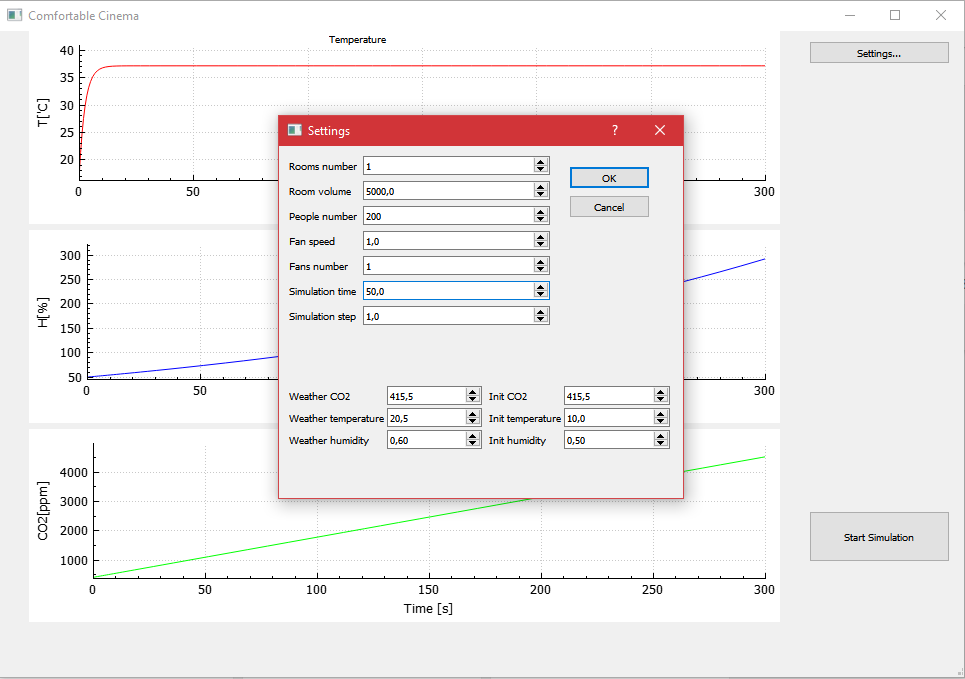 Comfortable Cinema
Temperature
Settings...
40
35
30
25
20
T['C]
0
50
300
Settings
?
Rooms number 1
OK
Room volume 5000,0
Cancel
People number 200
Fan speed 1,0
Fans number 1
Simulation time 50,0
Simulation step 1,0
Weather CO2 415,5 Init CO2 415,5
Weather temperature 20,5 Init temperature 10,0
Weather humidity 0,60 Init humidity 0,50
300
250
200
150
100
50
H[%]
0
50
300
4000
3000
2000
1000
CO2[ppm]
0 50 100 150 200 250 300
Time [s]
Start Simulation